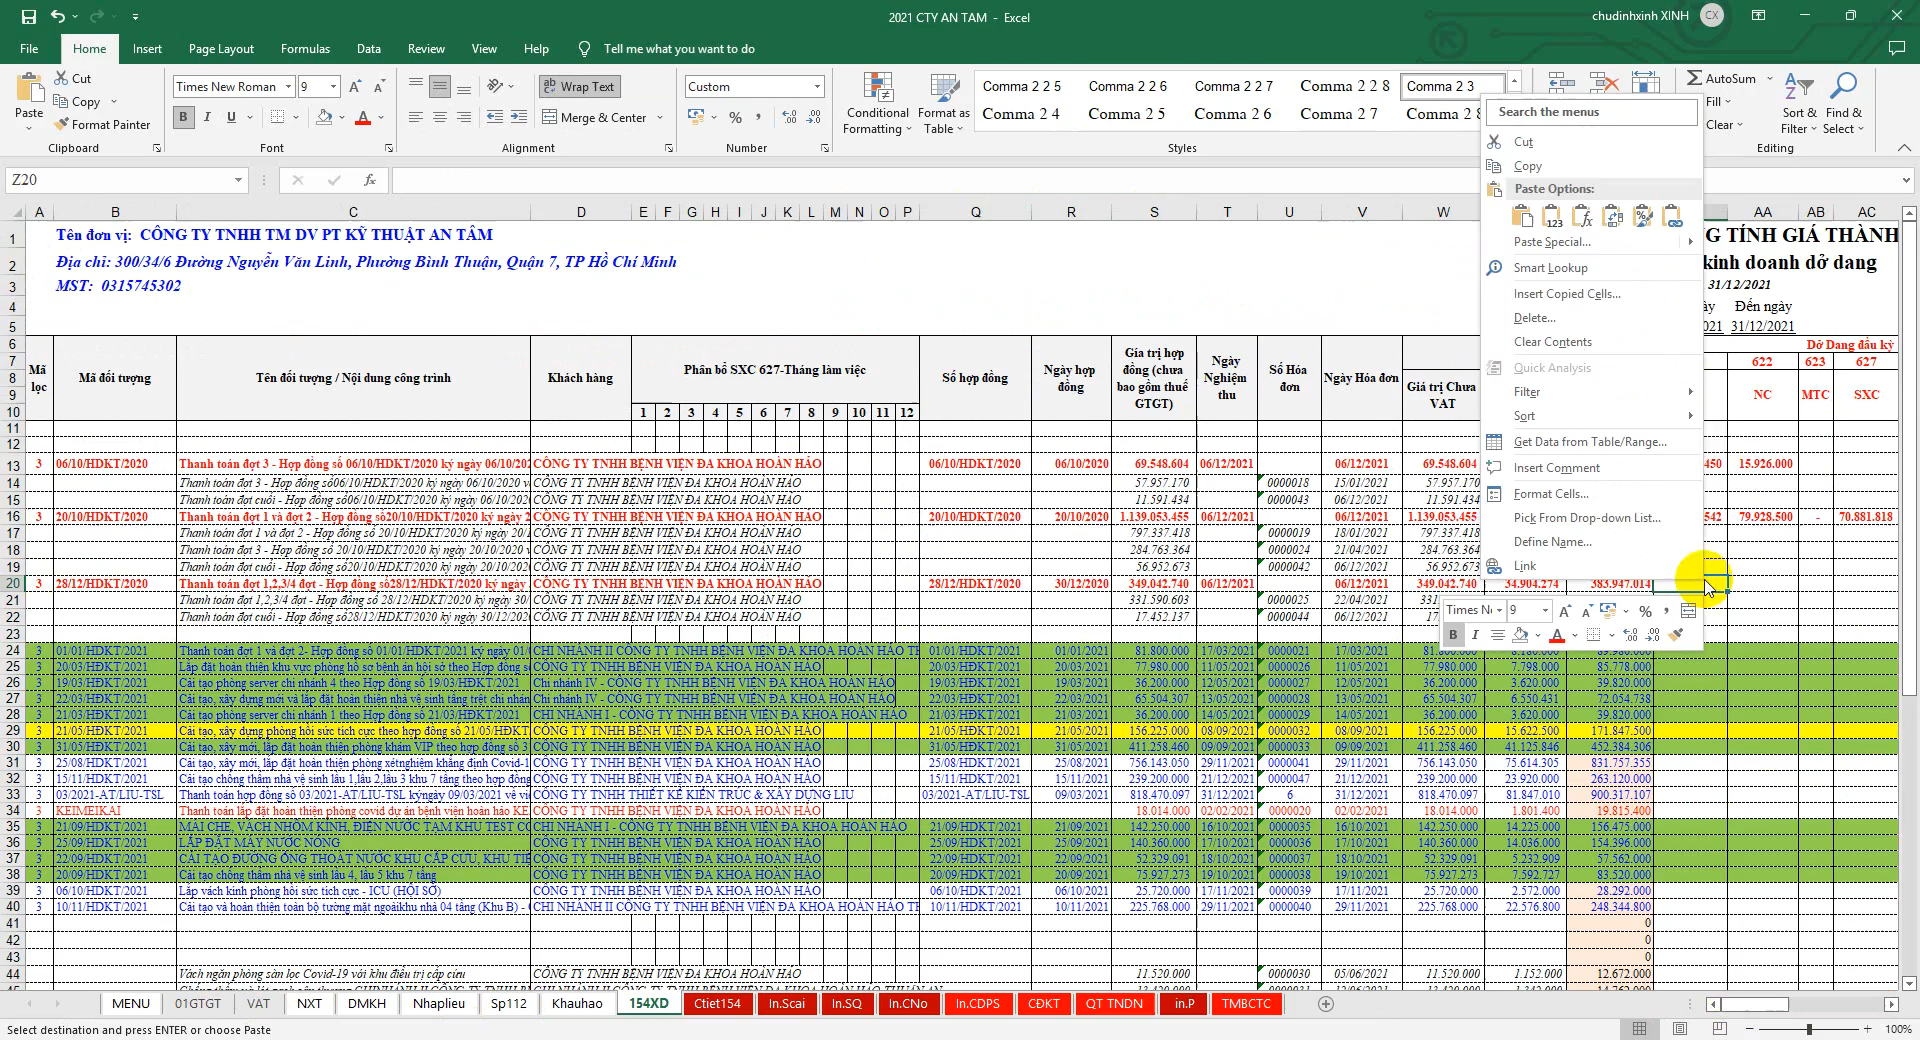 2021 CTY AN TAM - Excel
chudinhxinh XINH
CX
File Home Insert Page Layout Formulas Data Review View Help Tell me what you want to do
Paste
Cut
Copy
Format Painter
Clipboard
Times New Roman 9
B I U
Font
Wrap Text
Merge & Center
Alignment
Custom
Number
Conditional Formatting
Format as Table
Comma 2 2 5 Comma 2 2 6 Comma 2 2 7 Comma 2 2 8 Comma 2 3
Comma 2 4 Comma 2 5 Comma 2 6 Comma 2 7 Comma 2 8
Styles
AutoSum
Fill
Clear
Sort & Filter
Find & Select
Editing
Z20
Search the menus
Cut
Copy
Paste Options:
Paste Special...
Smart Lookup
Insert Copied Cells...
Delete...
Clear Contents
Quick Analysis
Filter
Sort
Get Data from Table/Range...
Insert Comment
Format Cells...
Pick From Drop-down List...
Define Name...
Link
A B C D E F G H I J K L M N O P Q R S T U V W AA AB AC
Tên đơn vị: CÔNG TY TNHH TM DV PT KỸ THUẬT AN TÂM
Địa chỉ: 300/34/6 Đường Nguyễn Văn Linh, Phường Bình Thuận, Quận 7, TP Hồ Chí Minh
MST: 0315745302
G TÍNH GIÁ THÀNH
kinh doanh dở dang
31/12/2021
Đến ngày
2021 31/12/2021
Mã lọc
Mã đối tượng
Tên đối tượng / Nội dung công trình
Khách hàng
Phân bổ SXC 627-Tháng làm việc
1 2 3 4 5 6 7 8 9 10 11 12
Số hợp đồng
Ngày hợp đồng
Gía trị hợp đồng (chưa bao gồm thuế GTGT)
Ngày Nghiệm thu
Số Hóa đơn
Ngày Hóa đơn
Giá trị Chưa VAT
Dở Dang đầu kỳ
622 623 627
NC MTC SXC
13 3 06/10/HDKT/2020 Thanh toán đợt 3 - Hợp đồng số 06/10/HDKT/2020 ký ngày 06/10/202 CÔNG TY TNHH BỆNH VIỆN ĐA KHOA HOÀN HẢO 06/10/HDKT/2020 06/10/2020 69.548.604 06/12/2021 06/12/2021 69.548.604 450 15.926.000
14 Thanh toán đợt 3 - Hợp đồng số06/10/HDKT/2020 ký ngày 06/10/2020 v CÔNG TY TNHH BỆNH VIỆN ĐA KHOA HOÀN HẢO 57.957.170 0000018 15/01/2021 57.957.170
15 Thanh toán đợt cuối - Hợp đồng số06/10/HDKT/2020 ký ngày 06/10/2020 CÔNG TY TNHH BỆNH VIỆN ĐA KHOA HOÀN HẢO 11.591.434 0000043 06/12/2021 11.591.434
16 3 20/10/HDKT/2020 Thanh toán đợt 1 và đợt 2 - Hợp đồng số20/10/HDKT/2020 ký ngày 2 CÔNG TY TNHH BỆNH VIỆN ĐA KHOA HOÀN HẢO 20/10/HDKT/2020 20/10/2020 1.139.053.455 06/12/2021 06/12/2021 1.139.053.455 542 79.928.500 - 70.881.818
17 Thanh toán đợt 1 và đợt 2 - Hợp đồng số 20/10/HDKT/2020 ký ngày 20/1 CÔNG TY TNHH BỆNH VIỆN ĐA KHOA HOÀN HẢO 797.337.418 0000019 18/01/2021 797.337.418
18 Thanh toán đợt 3 - Hợp đồng số 20/10/HDKT/2020 ký ngày 20/10/2020 v CÔNG TY TNHH BỆNH VIỆN ĐA KHOA HOÀN HẢO 284.763.364 0000024 21/04/2021 284.763.364
19 Thanh toán đợt cuối - Hợp đồng số 20/10/HDKT/2020 ký ngày 20/10/2020 CÔNG TY TNHH BỆNH VIỆN ĐA KHOA HOÀN HẢO 56.952.673 0000042 06/12/2021 56.952.673
20 3 28/12/HDKT/2020 Thanh toán đợt 1,2,3/4 đợt - Hợp đồng số28/12/HDKT/2020 ký ngày CÔNG TY TNHH BỆNH VIỆN ĐA KHOA HOÀN HẢO 28/12/HDKT/2020 30/12/2020 349.042.740 06/12/2021 06/12/2021 349.042.740 34.904.274 383.947.014
21 Thanh toán đợt 1,2,3/4 đợt - Hợp đồng số 28/12/HDKT/2020 ký ngày 30/ CÔNG TY TNHH BỆNH VIỆN ĐA KHOA HOÀN HẢO 331.590.603 0000025 22/04/2021 331
22 Thanh toán đợt cuối - Hợp đồng số28/12/HDKT/2020 ký ngày 30/12/2020 CÔNG TY TNHH BỆNH VIỆN ĐA KHOA HOÀN HẢO 17.452.137 0000044 06/12/2021 17
23
24 3 01/01/HDKT/2021 Thanh toán đợt 1 và đợt 2- Hợp đồng số 01/01/HDKT/2021 ký ngày 01/ CHI NHÁNH II CÔNG TY TNHH BỆNH VIỆN ĐA KHOA HOÀN HẢO TH 01/01/HDKT/2021 01/01/2021 81.800.000 17/03/2021 0000021 17/03/2021 81.800.000 8.180.000 89.980.000
25 3 20/03/HDKT/2021 Lắp đặt hoàn thiện khu vực phòng hồ sơ bệnh án hồi sở theo Hợp đồng s CÔNG TY TNHH BỆNH VIỆN ĐA KHOA HOÀN HẢO 20/03/HDKT/2021 20/03/2021 77.980.000 11/05/2021 0000026 11/05/2021 77.980.000 7.798.000 85.778.000
26 3 19/03/HĐKT/2021 Cải tạo phòng server chi nhánh 4 theo Hợp đồng số 19/03/HĐKT/2021 Chi nhánh IV - CÔNG TY TNHH BỆNH VIỆN ĐA KHOA HOÀN HẢO 19/03/HĐKT/2021 19/03/2021 36.200.000 12/05/2021 0000027 12/05/2021 36.200.000 3.620.000 39.820.000
27 3 22/03/HĐKT/2021 Cải tạo, xây dựng mới và lắp đặt hoàn thiện nhà vệ sinh tầng trệt chi nhán Chi nhánh IV - CÔNG TY TNHH BỆNH VIỆN ĐA KHOA HOÀN HẢO 22/03/HĐKT/2021 22/03/2021 65.504.307 13/05/2021 0000028 13/05/2021 65.504.307 6.550.431 72.054.738
28 3 21/03/HĐKT/2021 Cải tạo phòng server chi nhánh 1 theo Hợp đồng số 21/03/HĐKT/2021 CHI NHÁNH I - CÔNG TY TNHH BỆNH VIỆN ĐA KHOA HOÀN HẢO 21/03/HĐKT/2021 21/03/2021 36.200.000 14/05/2021 0000029 14/05/2021 36.200.000 3.620.000 39.820.000
29 3 21/05/HĐKT/2021 Cải tạo, xây dựng phòng hồi sức tích cực theo hợp đồng số 21/05/HĐKT CÔNG TY TNHH BỆNH VIỆN ĐA KHOA HOÀN HẢO 21/05/HĐKT/2021 21/05/2021 156.225.000 08/09/2021 0000032 08/09/2021 156.225.000 15.622.500 171.847.500
30 3 31/05/HĐKT/2021 Cải tạo, xây mới, lắp đặt hoàn thiện phòng khám VIP theo hợp đồng số 3 CÔNG TY TNHH BỆNH VIỆN ĐA KHOA HOÀN HẢO 31/05/HĐKT/2021 31/05/2021 411.258.460 09/09/2021 0000033 09/09/2021 411.258.460 41.125.846 452.384.306
31 3 25/08/HDKT/2021 Cải tạo, xây mới, lắp đặt hoàn thiện phòng xétnghiệm khẳng định Covid-1 CÔNG TY TNHH BỆNH VIỆN ĐA KHOA HOÀN HẢO 25/08/HDKT/2021 25/08/2021 756.143.050 29/11/2021 0000041 29/11/2021 756.143.050 75.614.305 831.757.355
32 3 15/11/HDKT/2021 Cải tạo chống thấm nhà vệ sinh lầu 1,lầu 2,lầu 3 khu 7 tầng theo hợp đồng CÔNG TY TNHH BỆNH VIỆN ĐA KHOA HOÀN HẢO 15/11/HDKT/2021 15/11/2021 239.200.000 21/12/2021 0000047 21/12/2021 239.200.000 23.920.000 263.120.000
33 3 03/2021-AT/LIU-TSL Thanh toán hợp đồng số 03/2021-AT/LIU-TSL kýngày 09/03/2021 về vi CÔNG TY TNHH THIẾT KẾ KIẾN TRÚC & XÂY DỰNG LIU 03/2021-AT/LIU-TSL 09/03/2021 818.470.097 31/12/2021 6 31/12/2021 818.470.097 81.847.010 900.317.107
34 3 KEIMEIKAI Thanh toán lắp đặt hoàn thiện phòng covid dự án bệnh viện hoàn hảo KE CÔNG TY TNHH BỆNH VIỆN ĐA KHOA HOÀN HẢO 18.014.000 02/02/2021 0000020 02/02/2021 18.014.000 1.801.400 19.815.400
35 3 21/09/HDKT/2021 MÁI CHE, VÁCH NHÔM KÍNH, ĐIỆN NƯỚC TẠM KHU TEST CO CHI NHÁNH I - CÔNG TY TNHH BỆNH VIỆN ĐA KHOA HOÀN HẢO 21/09/HDKT/2021 21/09/2021 142.250.000 16/10/2021 0000035 16/10/2021 142.250.000 14.225.000 156.475.000
36 3 25/09/HDKT/2021 LẮP ĐẶT MÁY NƯỚC NÓNG CÔNG TY TNHH BỆNH VIỆN ĐA KHOA HOÀN HẢO 25/09/HDKT/2021 25/09/2021 140.360.000 17/10/2021 0000036 17/10/2021 140.360.000 14.036.000 154.396.000
37 3 22/09/HDKT/2021 CẢI TẠO ĐƯỜNG ỐNG THOÁT NƯỚC KHU CẤP CỨU, KHU TIẾ CÔNG TY TNHH BỆNH VIỆN ĐA KHOA HOÀN HẢO 22/09/HDKT/2021 22/09/2021 52.329.091 18/10/2021 0000037 18/10/2021 52.329.091 5.232.909 57.562.000
38 3 20/09/HDKT/2021 Cải tạo chống thấm nhà vệ sinh lầu 4, lầu 5 khu 7 tầng CÔNG TY TNHH BỆNH VIỆN ĐA KHOA HOÀN HẢO 20/09/HDKT/2021 20/09/2021 75.927.273 19/10/2021 0000038 19/10/2021 75.927.273 7.592.727 83.520.000
39 3 06/10/HDKT/2021 Lắp vách kính phòng hồi sức tích cực - ICU (HỒI SỞ) CÔNG TY TNHH BỆNH VIỆN ĐA KHOA HOÀN HẢO 06/10/HDKT/2021 06/10/2021 25.720.000 17/11/2021 0000039 17/11/2021 25.720.000 2.572.000 28.292.000
40 3 10/11/HDKT/2021 Cải tạo và hoàn thiện toàn bộ tường mặt ngoàikhu nhà 04 tầng (Khu B) - CHI NHÁNH II CÔNG TY TNHH BỆNH VIỆN ĐA KHOA HOÀN HẢO TH 10/11/HDKT/2021 10/11/2021 225.768.000 29/11/2021 0000040 29/11/2021 225.768.000 22.576.800 248.344.800
41 0
42 0
43 0
44 Vách ngăn phòng sàn lọc Covid-19 với khu điều trị cấp cứu CÔNG TY TNHH BỆNH VIỆN ĐA KHOA HOÀN HẢO 11.520.000 0000030 05/06/2021 11.520.000 1.152.000 12.672.000
MENU 01GTGT VAT NXT DMKH Nhaplieu Sp112 Khauhao 154XD Ctiet154 In.Scai In.SQ In.CNo In.CDPS CĐKT QT TNDN in.P TMBCTC
Select destination and press ENTER or choose Paste
100%